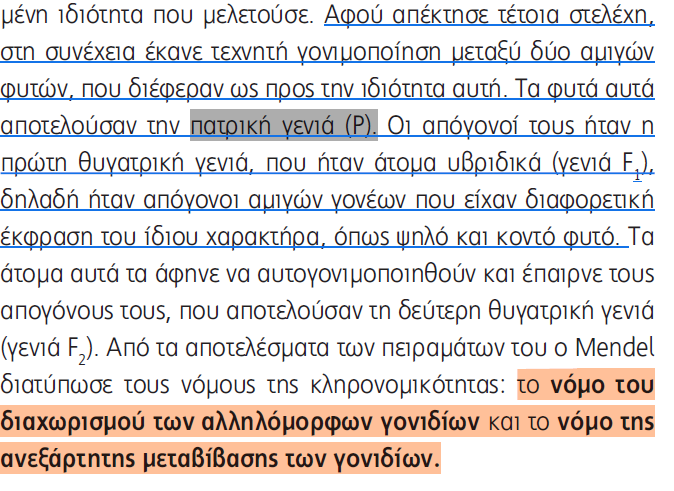 μένη ιδιότητα που μελετούσε. Αφού απέκτησε τέτοια στελέχη,
στη συνέχεια έκανε τεχνητή γονιμοποίηση μεταξύ δύο αμιγών
φυτών, που διέφεραν ως προς την ιδιότητα αυτή. Τα φυτά αυτά
αποτελούσαν την πατρική γενιά (P). Οι απόγονοί τους ήταν η
πρώτη θυγατρική γενιά, που ήταν άτομα υβριδικά (γενιά F₁),
δηλαδή ήταν απόγονοι αμιγών γονέων που είχαν διαφορετική
έκφραση του ίδιου χαρακτήρα, όπως ψηλό και κοντό φυτό. Τα
άτομα αυτά τα άφηνε να αυτογονιμοποιηθούν και έπαιρνε τους
απογόνους τους, που αποτελούσαν τη δεύτερη θυγατρική γενιά
(γενιά F₂). Από τα αποτελέσματα των πειραμάτων του ο Mendel
διατύπωσε τους νόμους της κληρονομικότητας: το νόμο του
διαχωρισμού των αλληλόμορφων γονιδίων και το νόμο της
ανεξάρτητης μεταβίβασης των γονιδίων.